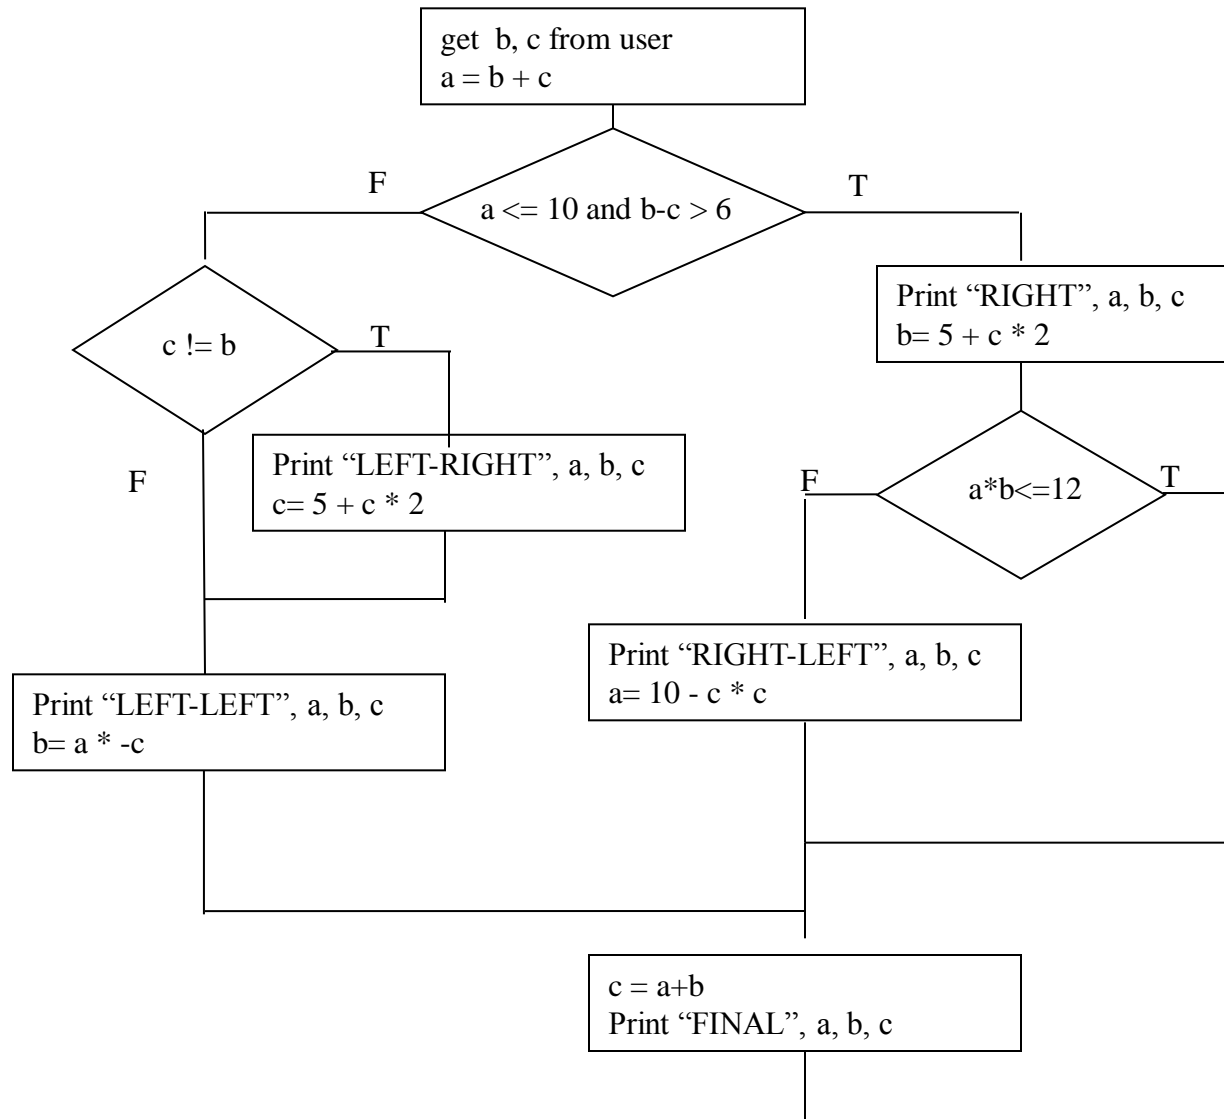 get  b, c from user
a = b + c
F
T
a <= 10 and b-c > 6
Print “RIGHT”, a, b, c
b= 5 + c * 2
c != b
T
F
Print “LEFT-RIGHT”, a, b, c
c= 5 + c * 2
F
a*b<=12
T
Print “RIGHT-LEFT”, a, b, c
a= 10 - c * c
Print “LEFT-LEFT”, a, b, c
b= a * -c
c = a+b
Print “FINAL”, a, b, c